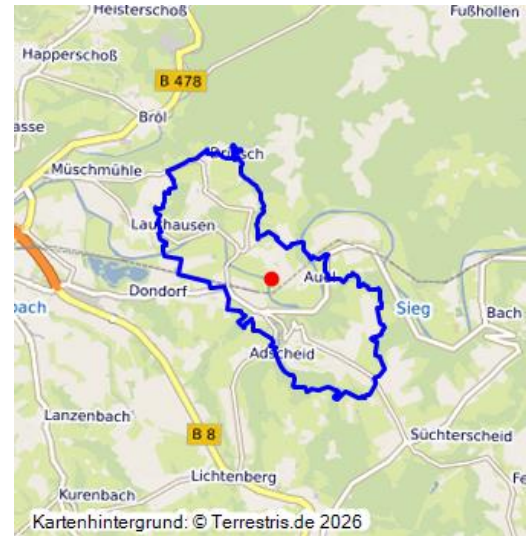 Heisterschoß
Fußhollen
Happerschoß
B 478
Bröl
asse
Müschmühle
Lauthausen
Dondorf
Sieg
bach
Bach
Adscheid
Lanzenbach
B 8
Süchterscheid
Lichtenberg
Fe
Kurenbach
Kartenhintergrund: © Terrestris.de 2026